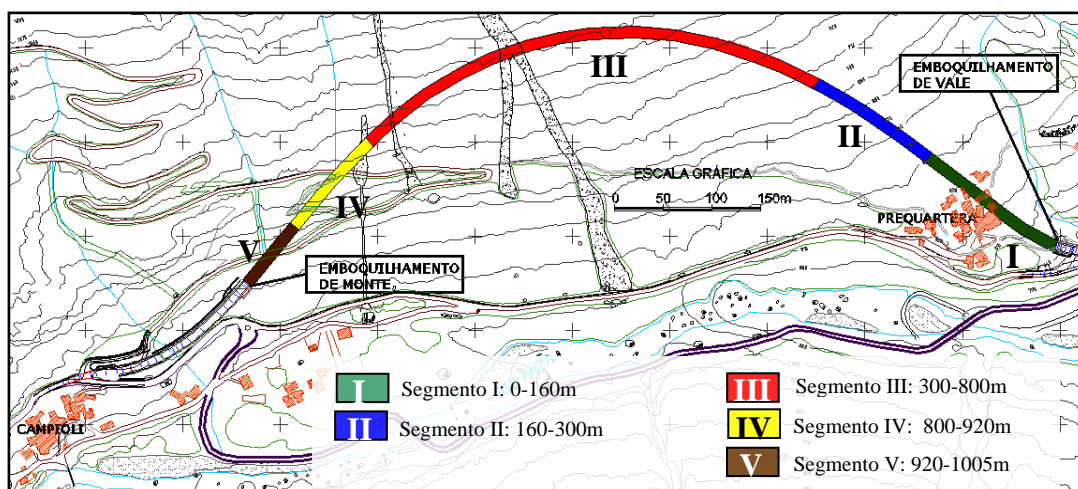 EMBOQUILHAMENTO
DE VALE
III
II
ESCALA GRÁFICA
0 50 100 150m
IV
PREQUARTERA
V
I
EMBOQUILHAMENTO
DE MONTE
CAMPIOLI
I Segmento I: 0-160m
II Segmento II: 160-300m
III Segmento III: 300-800m
IV Segmento IV: 800-920m
V Segmento V: 920-1005m